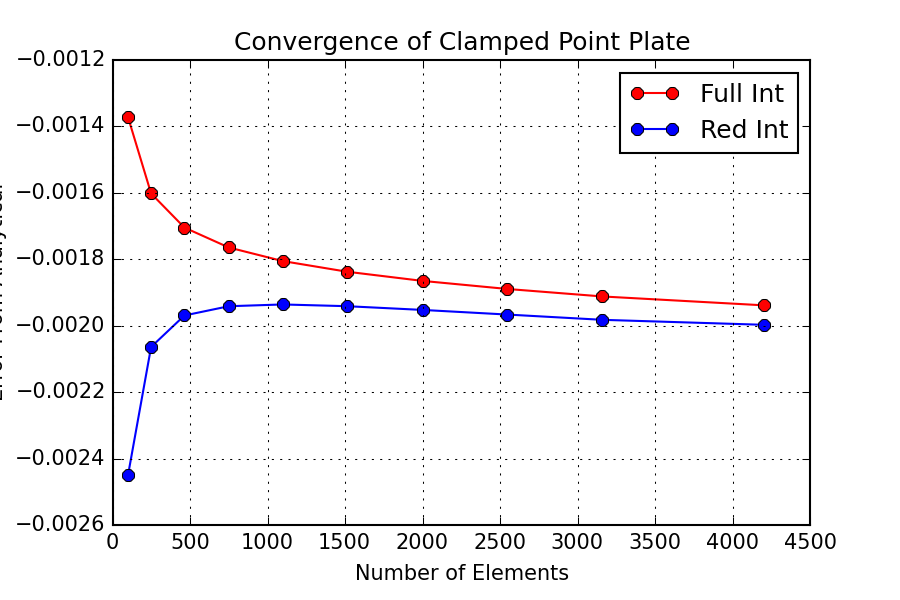 Convergence of Clamped Point Plate
−0.0012
−0.0014
−0.0016
−0.0018
−0.0020
−0.0022
−0.0024
−0.0026
0 500 1000 1500 2000 2500 3000 3500 4000 4500
Number of Elements
Full Int
Red Int